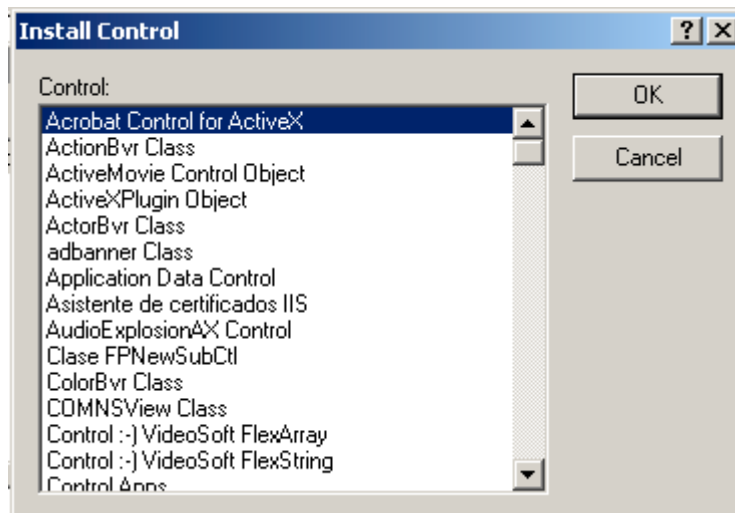 Install Control
Control:
Acrobat Control for ActiveX
ActionBvr Class
ActiveMovie Control Object
ActiveXPlugin Object
ActorBvr Class
adbanner Class
Application Data Control
Asistente de certificados IIS
AudioExplosionAX Control
Clase FPNewSubCtl
ColorBvr Class
COMNSView Class
Control :-) VideoSoft FlexArray
Control :-) VideoSoft FlexString
Control Apps
OK
Cancel